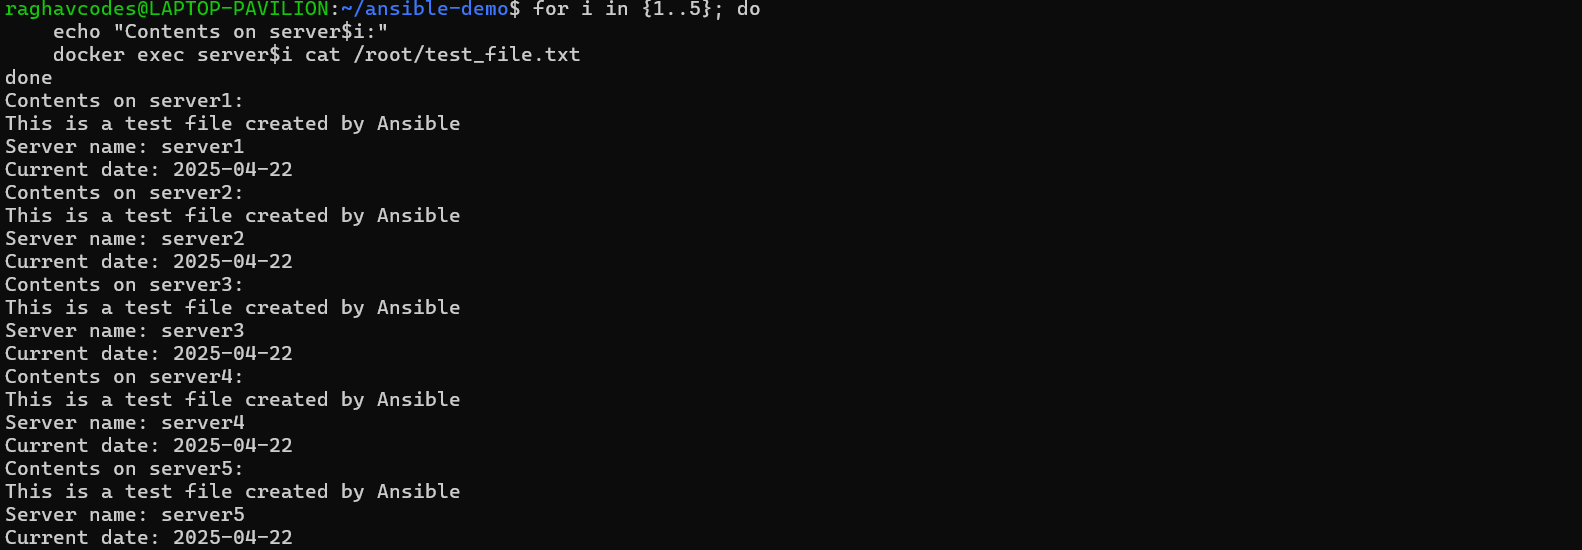 raghavcodes@LAPTOP-PAVILION:~/ansible-demo$ for i in {1..5}; do
    echo "Contents on server$i:"
    docker exec server$i cat /root/test_file.txt
done
Contents on server1:
This is a test file created by Ansible
Server name: server1
Current date: 2025-04-22
Contents on server2:
This is a test file created by Ansible
Server name: server2
Current date: 2025-04-22
Contents on server3:
This is a test file created by Ansible
Server name: server3
Current date: 2025-04-22
Contents on server4:
This is a test file created by Ansible
Server name: server4
Current date: 2025-04-22
Contents on server5:
This is a test file created by Ansible
Server name: server5
Current date: 2025-04-22